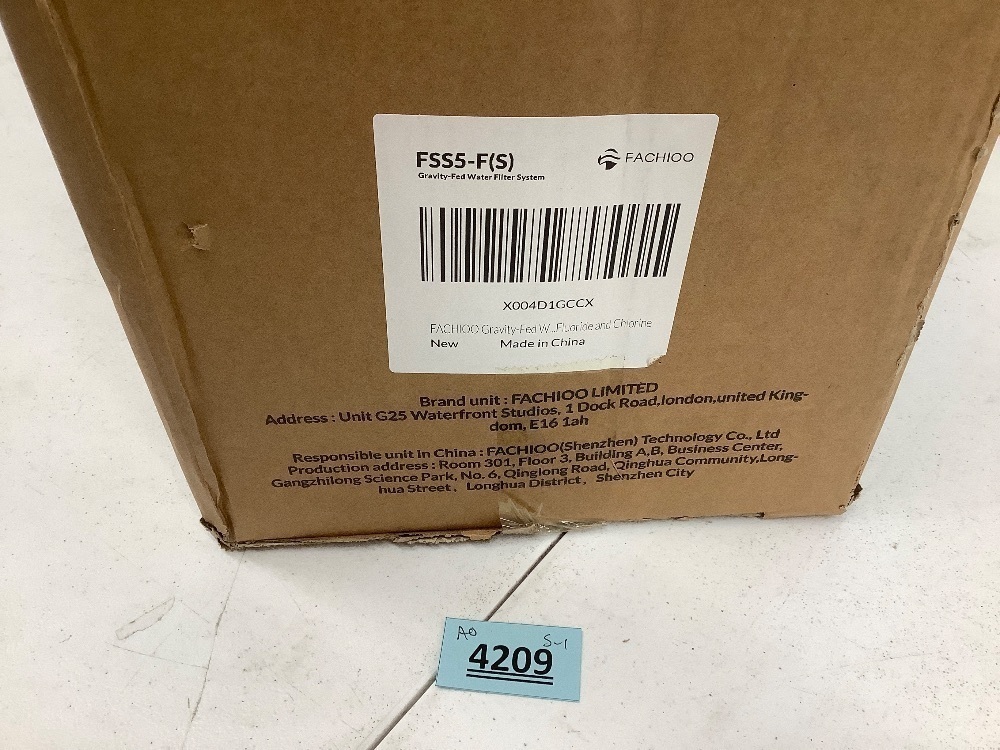 FSS5-F(S)
FACHIOO
Gravity-Fed Water Filter System
X004D1GCCX
FACHIOO Gravity-Fed W...Fluoride and Chlorine
New Made in China
Brand unit : FACHIOO LIMITED
Address : Unit G25 Waterfront Studios, 1 Dock Road,london,united King-
dom, E16 1ah
Responsible unit in China : FACHIOO(Shenzhen) Technology Co., Ltd
Production address : Room 301, Floor 3, Building A,B, Business Center,
Gangzhilong Science Park, No. 6, Qinglong Road, Qinghua Community,Long-
hua Street, Longhua District, Shenzhen City
A0 S-1
4209